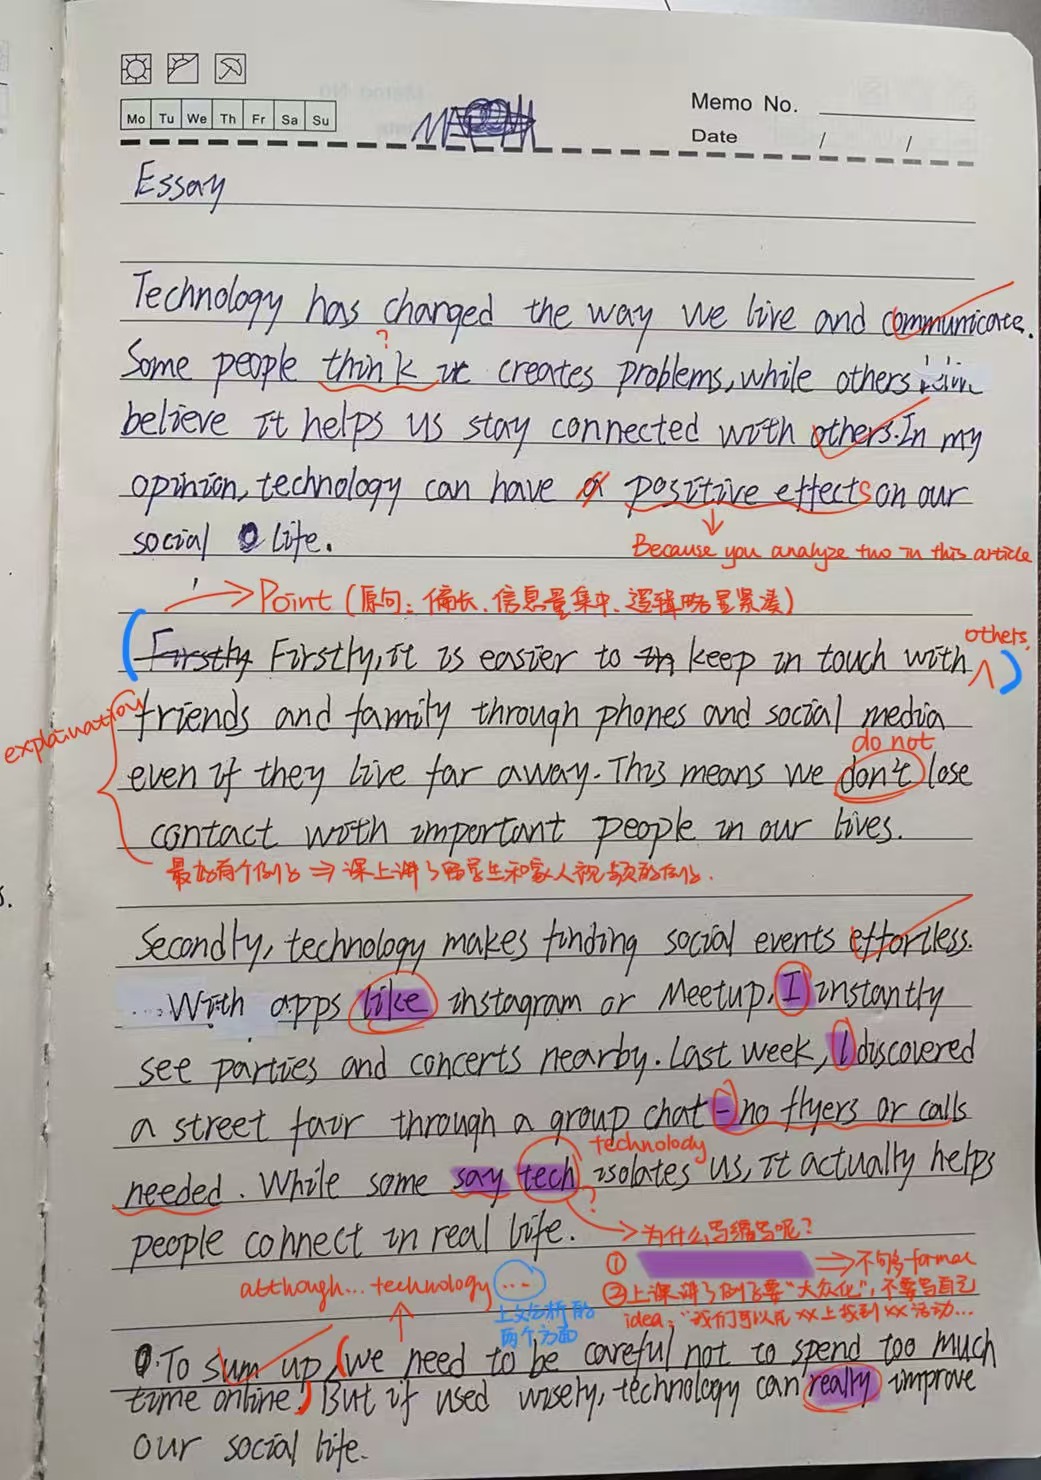 Mo Tu We Th Fr Sa Su
Memo No.
Date / /
Essay
Technology has changed the way we live and communicate.
?
Some people think it creates problems, while others
believe it helps us stay connected with others. In my
opinion, technology can have a positive effects on our
social life.
Because you analyze two in this article
Point (原句: 偏长、信息量集中、逻辑略显紧凑)
others,
Firstly Firstly, it is easier to keep in touch with
explaination
friends and family through phones and social media
do not
even if they live far away. This means we don't lose
contact with important people in our lives.
最好有个例子 ⇒ 课上讲了留学生和家人视频的例子.
Secondly, technology makes finding social events effortless.
With apps like instagram or Meetup, I instantly
see parties and concerts nearby. Last week, I discovered
a street fair through a group chat - no flyers or calls
technolody
needed. While some say tech isolates us, it actually helps
?
people connect in real life.
为什么写缩写呢?
① ⇒ 不够formal
although... technology ...
上文分析的
两个方面
②上课讲了例子要"大众化", 不要写自己
idea: "我们可以在xx上找到xx活动...
To sum up, we need to be careful not to spend too much
time online. But if used wisely, technology can really improve
our social life.